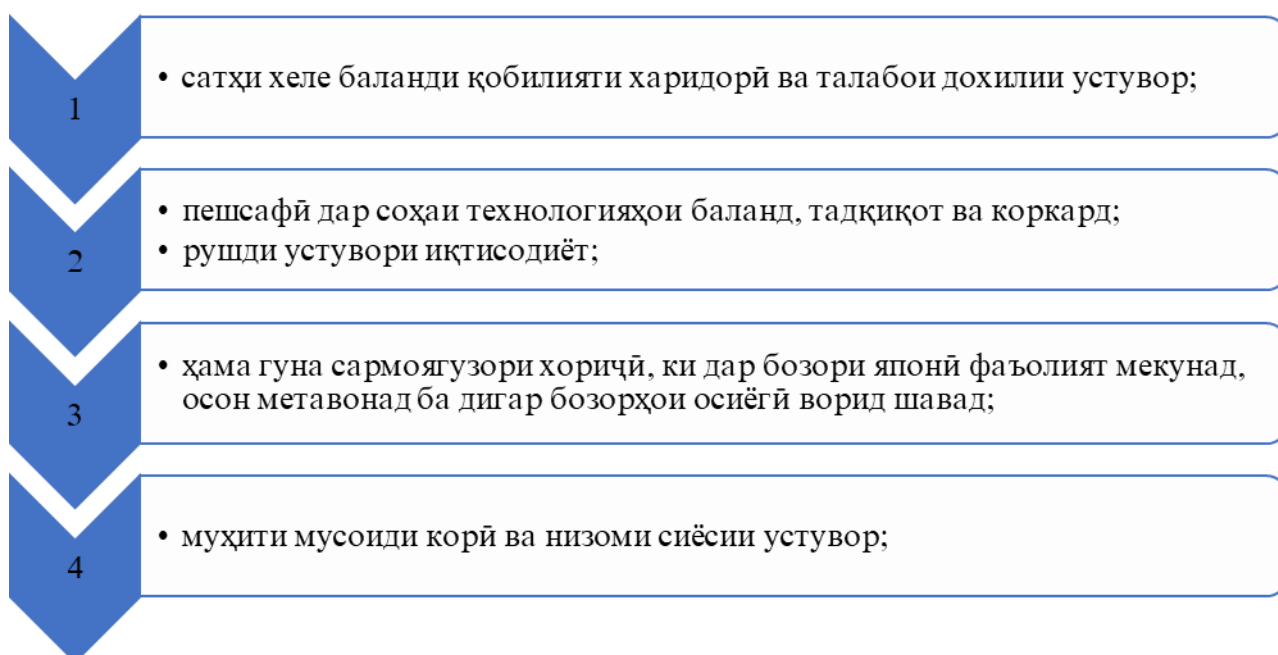 1
• сатҳи хеле баланди қобилияти харидорӣ ва талабои дохилии устувор;
2
• пешсафӣ дар соҳаи технологияҳои баланд, тадқиқот ва коркард;
• рушди устувори иқтисодиёт;
3
• ҳама гуна сармоягузори хориҷӣ, ки дар бозори японӣ фаъолият мекунад,
осон метавонад ба дигар бозорҳои осиёгӣ ворид шавад;
4
• муҳити мусоиди корӣ ва низоми сиёсии устувор;